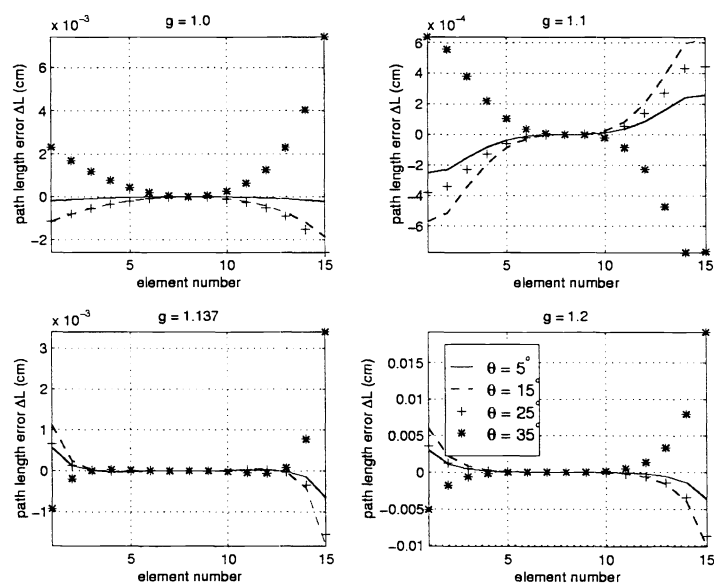 x 10⁻³ g = 1.0
6
4
2
0
−2
path length error ΔL (cm)
5 10 15
element number
x 10⁻⁴ g = 1.1
6
4
2
0
−2
−4
−6
path length error ΔL (cm)
5 10 15
element number
x 10⁻³ g = 1.137
3
2
1
0
−1
path length error ΔL (cm)
5 10 15
element number
g = 1.2
0.015
0.01
0.005
0
−0.005
−0.01
path length error ΔL (cm)
θ = 5°
θ = 15°
θ = 25°
θ = 35°
5 10 15
element number